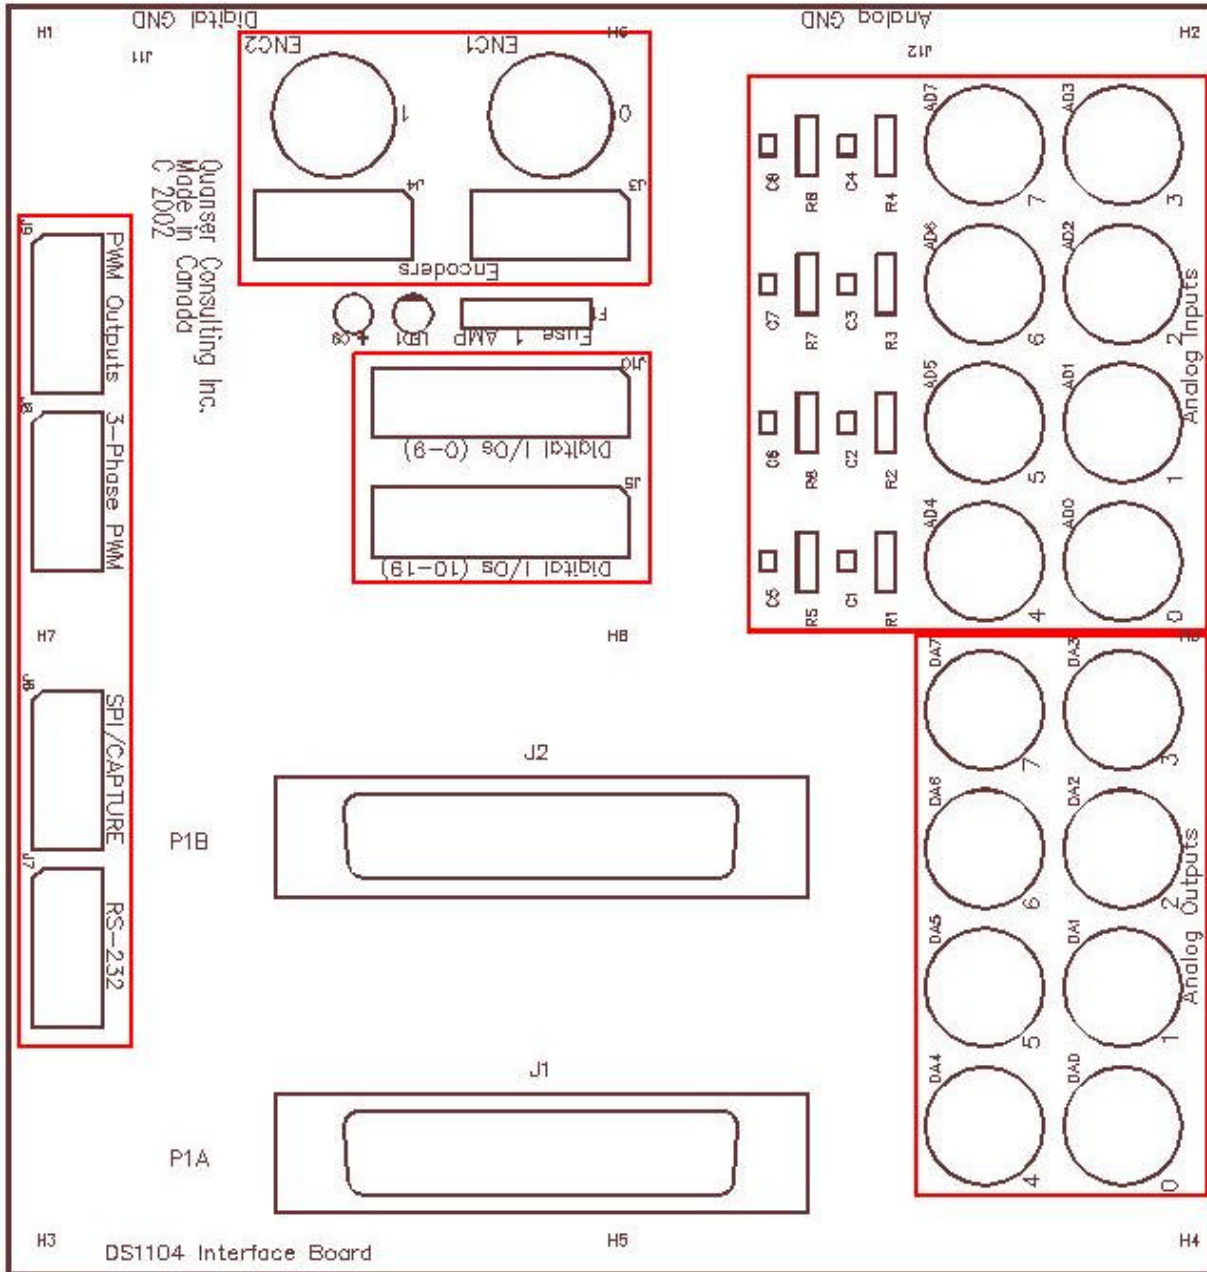 H1
Digital GND
H6
Analog GND
H2
J11
ENC2
ENC1
J12
1
0
Quanser Consulting Inc.
Made in Canada
C 2002
J4
J3
Encoders
C9
+
LED1
Fuse 1 AMP
F1
J10
Digital I/Os (0-9)
J5
Digital I/Os (10-19)
J9
PWM Outputs
J8
3-Phase PWM
H7
H8
J6
SPI/CAPTURE
J7
RS-232
AD7
AD3
C8
R8
C4
R4
7
3
AD6
AD2
C7
R7
C3
R3
6
2
Analog Inputs
AD5
AD1
C6
R6
C2
R2
5
1
AD4
AD0
C5
R5
C1
R1
4
0
DA7
DA3
7
3
DA6
DA2
6
2
Analog Outputs
DA5
DA1
5
1
DA4
DA0
4
0
J2
P1B
J1
P1A
H3
DS1104 Interface Board
H5
H4